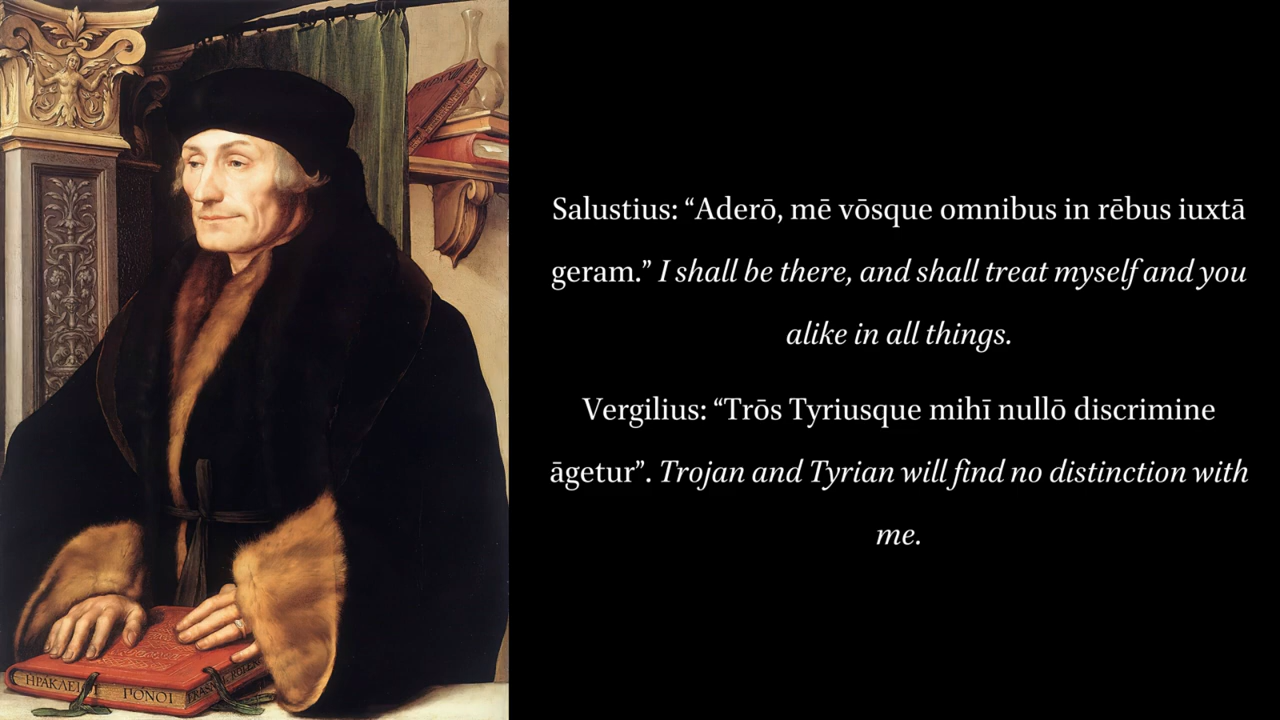 Salustius: “Aderō, mē vōsque omnibus in rēbus iuxtā
geram.” I shall be there, and shall treat myself and you
alike in all things.
Vergilius: “Trōs Tyriusque mihī nullō discrimine
āgetur”. Trojan and Tyrian will find no distinction with
me.
ΗΡΑΚΛΕΙ ΠΟΝΟΙ